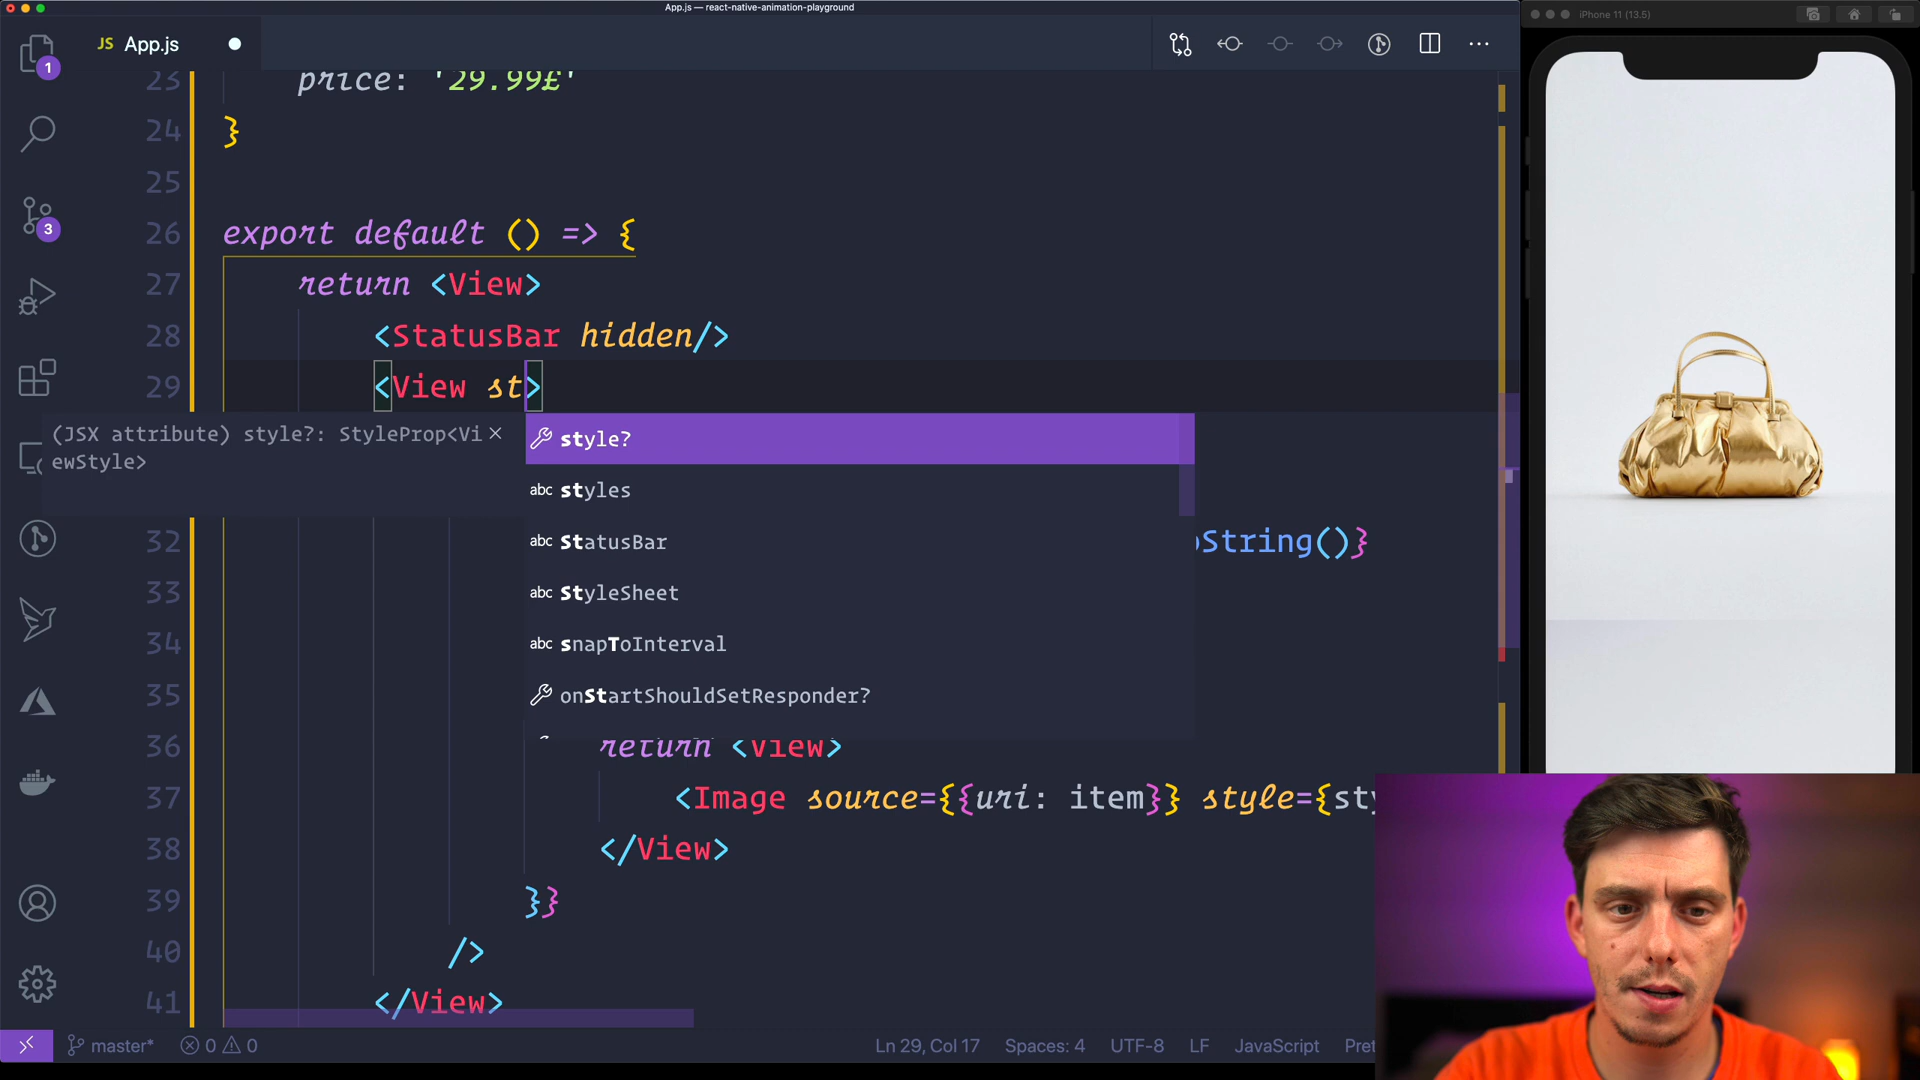 App.js — react-native-animation-playground
iPhone 11 (13.5)
JS App.js
1
3
23 price: '29.99£'
24 }
25
26 export default () => {
27 return <View>
28 <StatusBar hidden/>
29 <View st>
(JSX attribute) style?: StyleProp<Vi
ewStyle>
style?
abc styles
abc StatusBar
abc StyleSheet
abc snapToInterval
onStartShouldSetResponder?
32 String()}
33
34
35
36 return <View>
37 <Image source={{uri: item}} style={sty
38 </View>
39 }}
40 />
41 </View>
master* 0 0 Ln 29, Col 17 Spaces: 4 UTF-8 LF JavaScript Pret